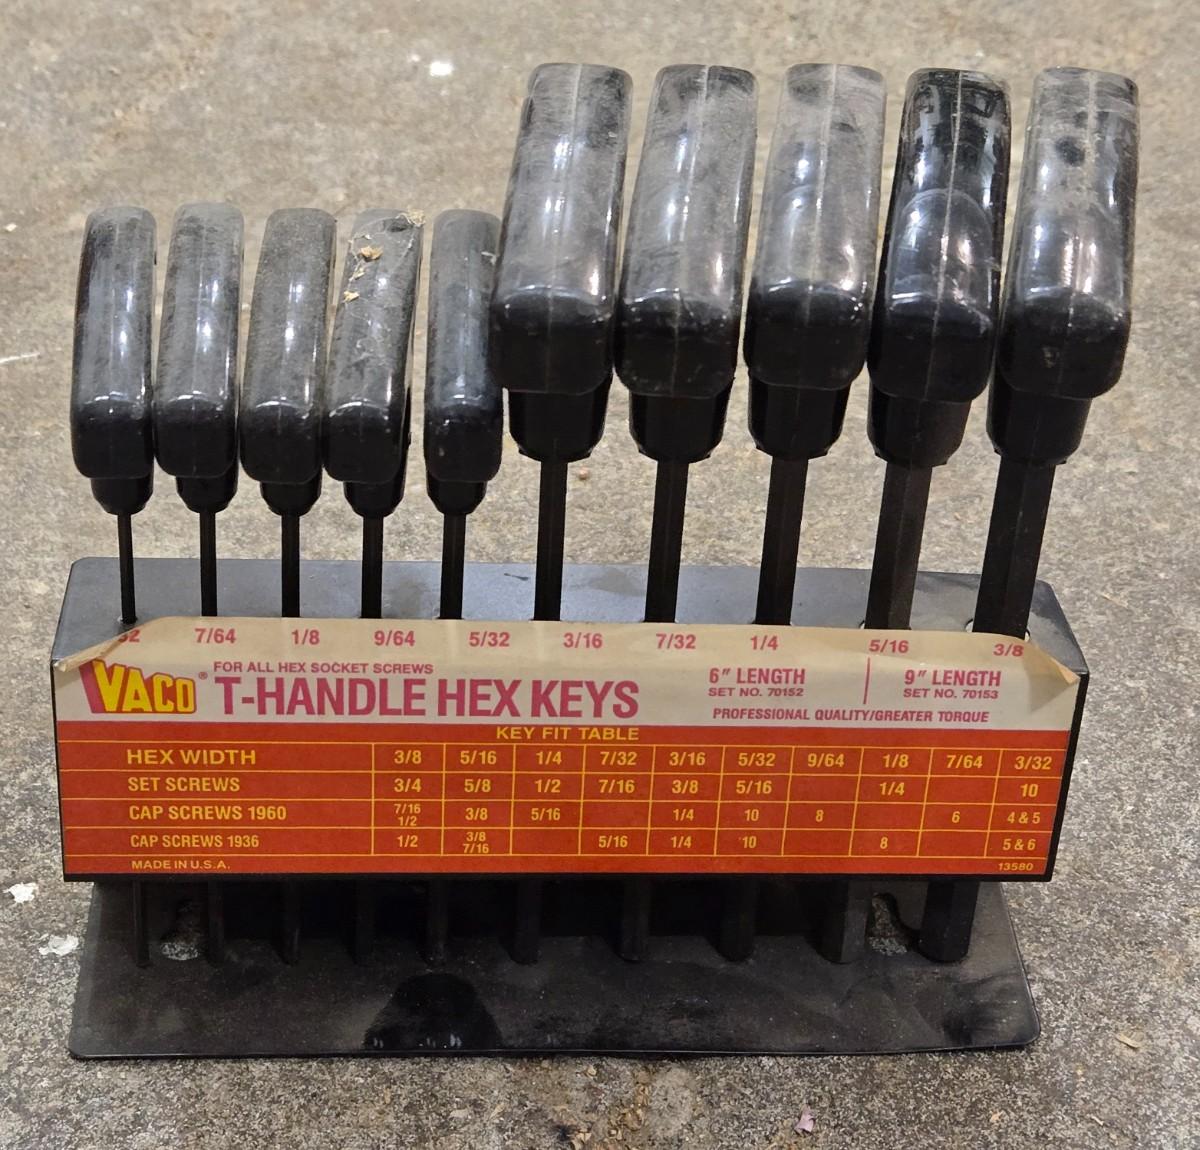 32 7/64 1/8 9/64 5/32 3/16 7/32 1/4 5/16 3/8
VACO®
FOR ALL HEX SOCKET SCREWS
T-HANDLE HEX KEYS
6" LENGTH
SET NO. 70152
9" LENGTH
SET NO. 70153
PROFESSIONAL QUALITY/GREATER TORQUE
KEY FIT TABLE
HEX WIDTH 3/8 5/16 1/4 7/32 3/16 5/32 9/64 1/8 7/64 3/32
SET SCREWS 3/4 5/8 1/2 7/16 3/8 5/16 1/4 10
CAP SCREWS 1960 7/16 1/2 3/8 5/16 1/4 10 8 6 4 & 5
CAP SCREWS 1936 1/2 3/8 7/16 5/16 1/4 10 8 5 & 6
MADE IN U.S.A. 13580